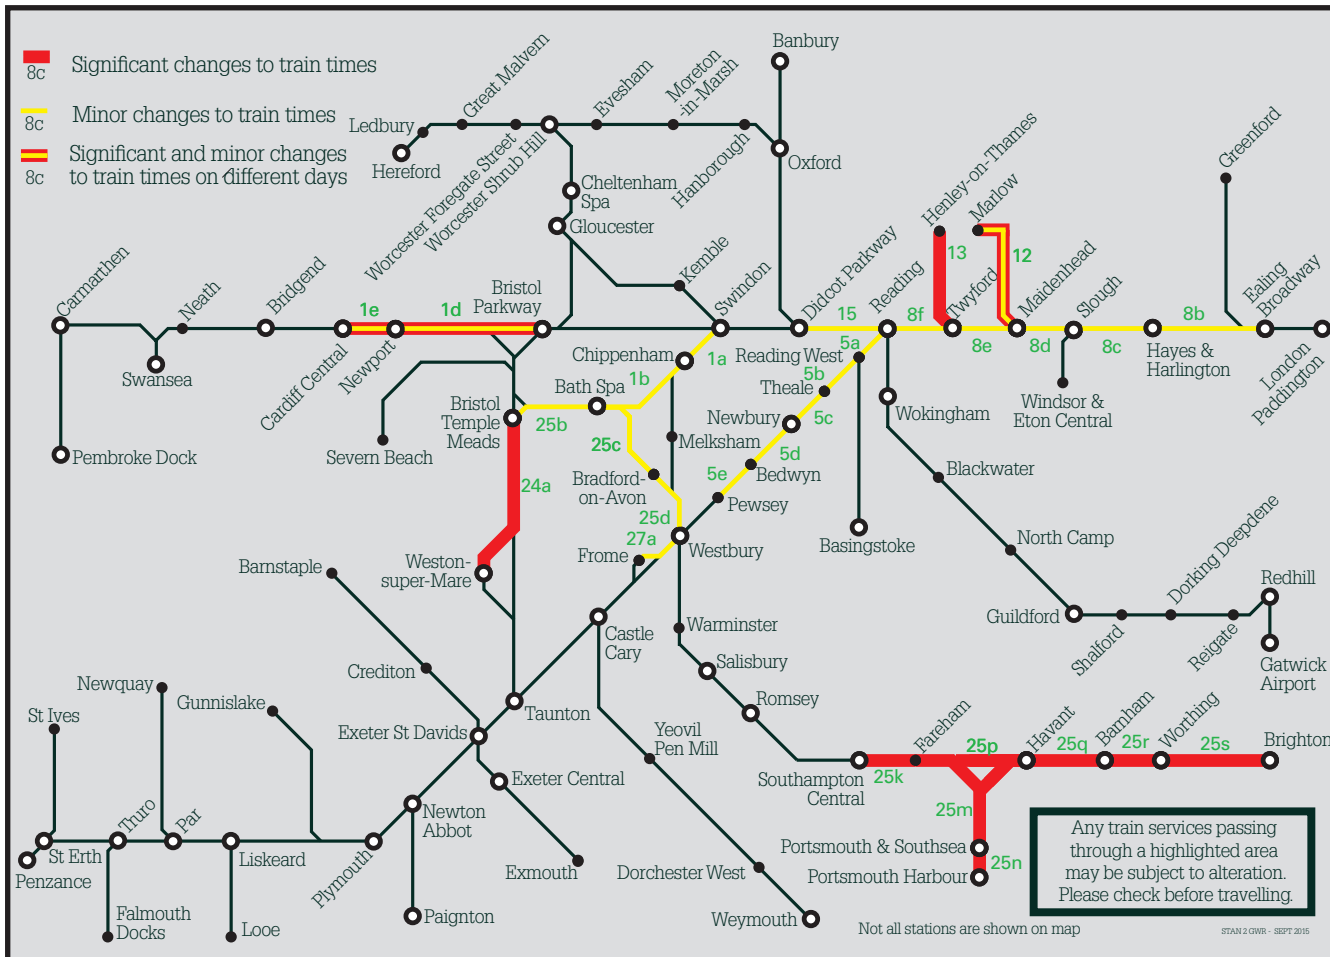 Significant changes to train times
8c
Minor changes to train times
8c
Significant and minor changes
to train times on different days
8c
Banbury
Great Malvern
Evesham
Moreton
-in-Marsh
Ledbury
Hereford
Worcester Foregate Street
Worcester Shrub Hill
Hanborough
Oxford
Cheltenham
Spa
Gloucester
Kemble
Swindon
Didcot Parkway
Reading
Henley-on-Thames
Marlow
Greenford
13
12
Twyford
Maidenhead
Slough
Ealing
Broadway
London
Paddington
15
8f
8e
8d
8c
8b
Hayes &
Harlington
Windsor &
Eton Central
Carmarthen
Neath
Bridgend
1e
1d
Bristol
Parkway
Swansea
Cardiff Central
Newport
Pembroke Dock
Severn Beach
Chippenham
1a
1b
Bath Spa
Bristol
Temple
Meads
25b
25c
Melksham
Bradford-
on-Avon
25d
27a
Frome
Westbury
Reading West
5a
Theale
5b
5c
Newbury
5d
Bedwyn
5e
Pewsey
Basingstoke
Wokingham
Blackwater
North Camp
Guildford
Shalford
Dorking Deepdene
Reigate
Redhill
Gatwick
Airport
24a
Weston-
super-Mare
Barnstaple
Crediton
Castle
Cary
Warminster
Salisbury
Romsey
Newquay
St Ives
Gunnislake
Exeter St Davids
Taunton
Exeter Central
Yeovil
Pen Mill
Southampton
Central
Fareham
Havant
Barnham
Worthing
Brighton
25k
25p
25q
25r
25s
25m
25n
Portsmouth & Southsea
Portsmouth Harbour
Truro
Par
St Erth
Penzance
Liskeard
Plymouth
Newton
Abbot
Exmouth
Dorchester West
Weymouth
Falmouth
Docks
Looe
Paignton
Any train services passing
through a highlighted area
may be subject to alteration.
Please check before travelling.
Not all stations are shown on map
STAN 2 GWR - SEPT 2015